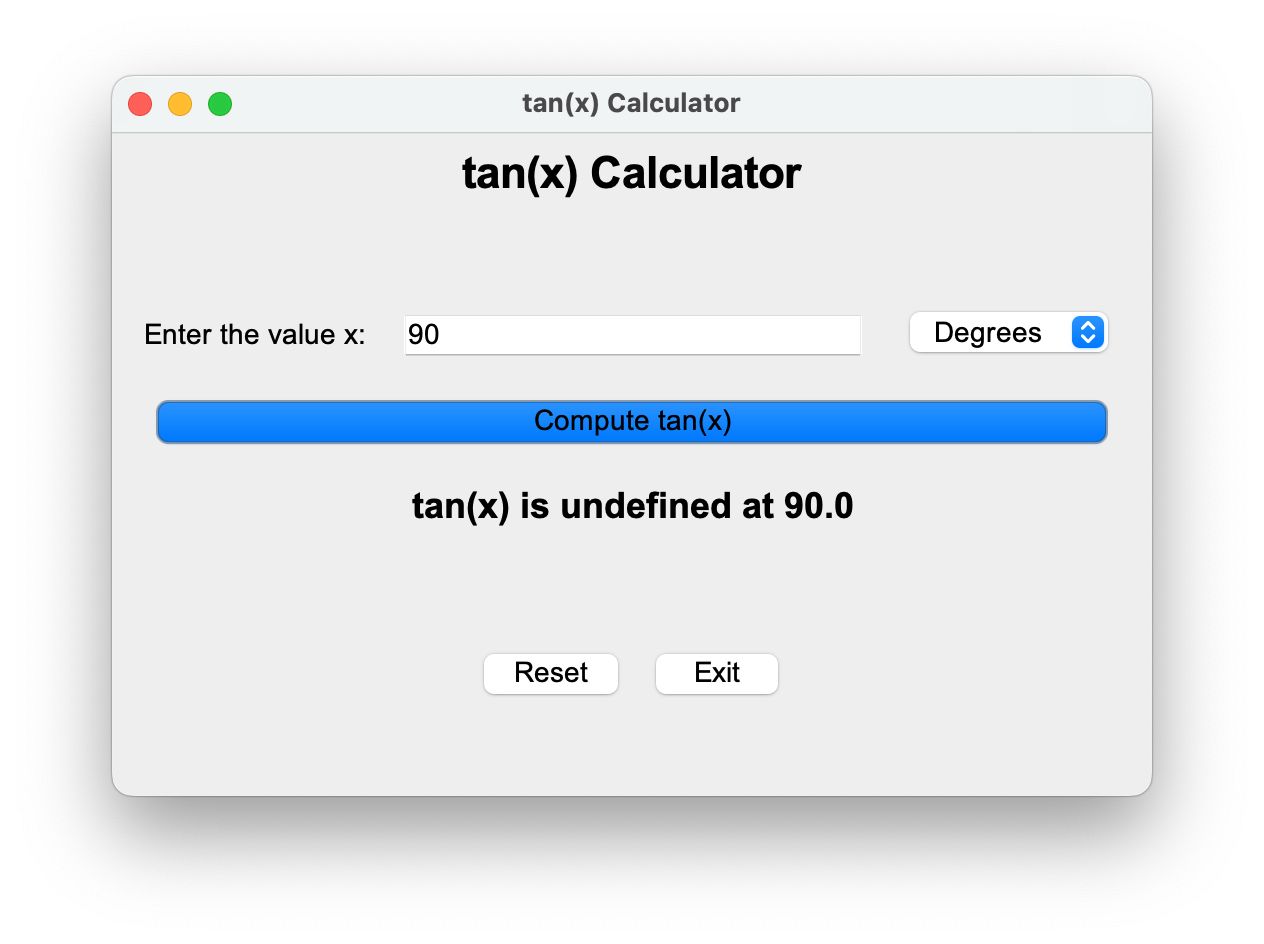 tan(x) Calculator
tan(x) Calculator
Enter the value x: 90 Degrees
Compute tan(x)
tan(x) is undefined at 90.0
Reset Exit